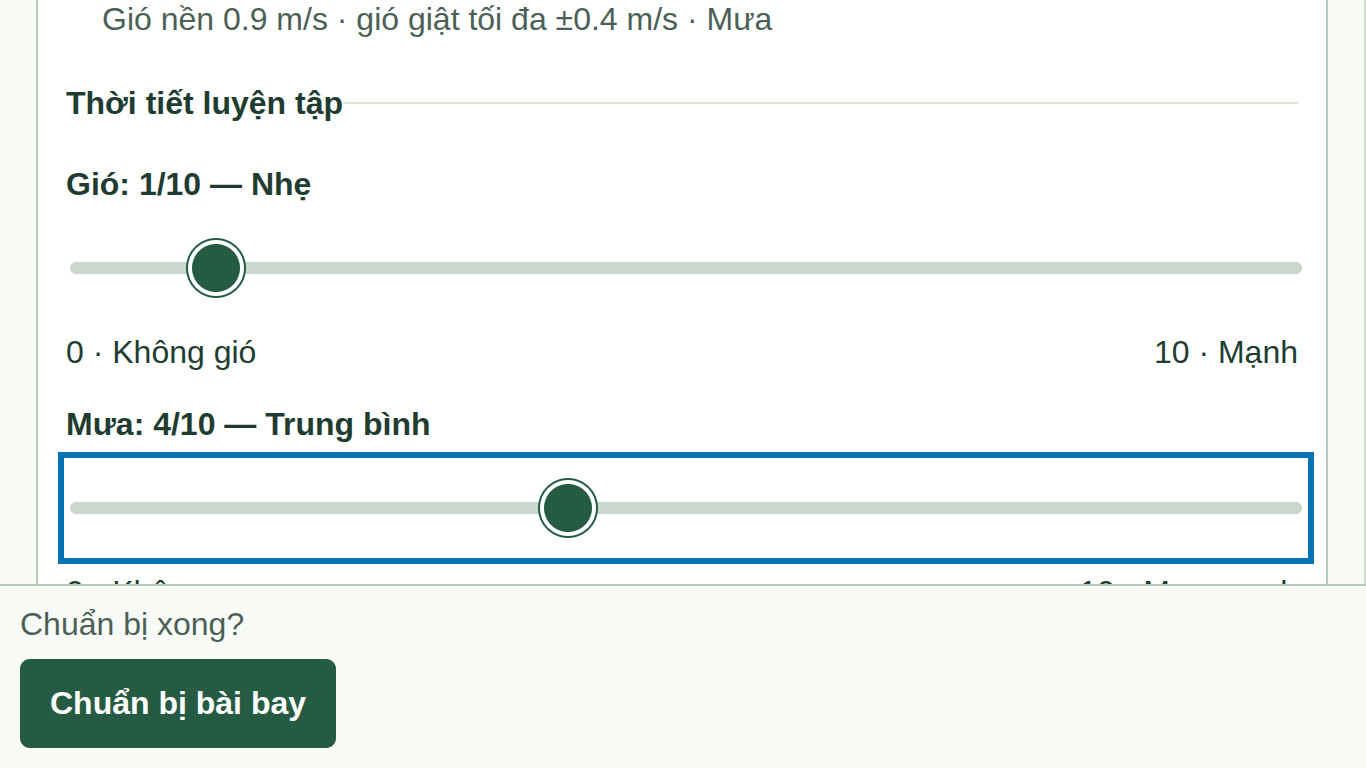 Gió nền 0.9 m/s · gió giật tối đa ±0.4 m/s · Mưa
Thời tiết luyện tập
Gió: 1/10 — Nhẹ
0 · Không gió
10 · Mạnh
Mưa: 4/10 — Trung bình
Chuẩn bị xong?
Chuẩn bị bài bay